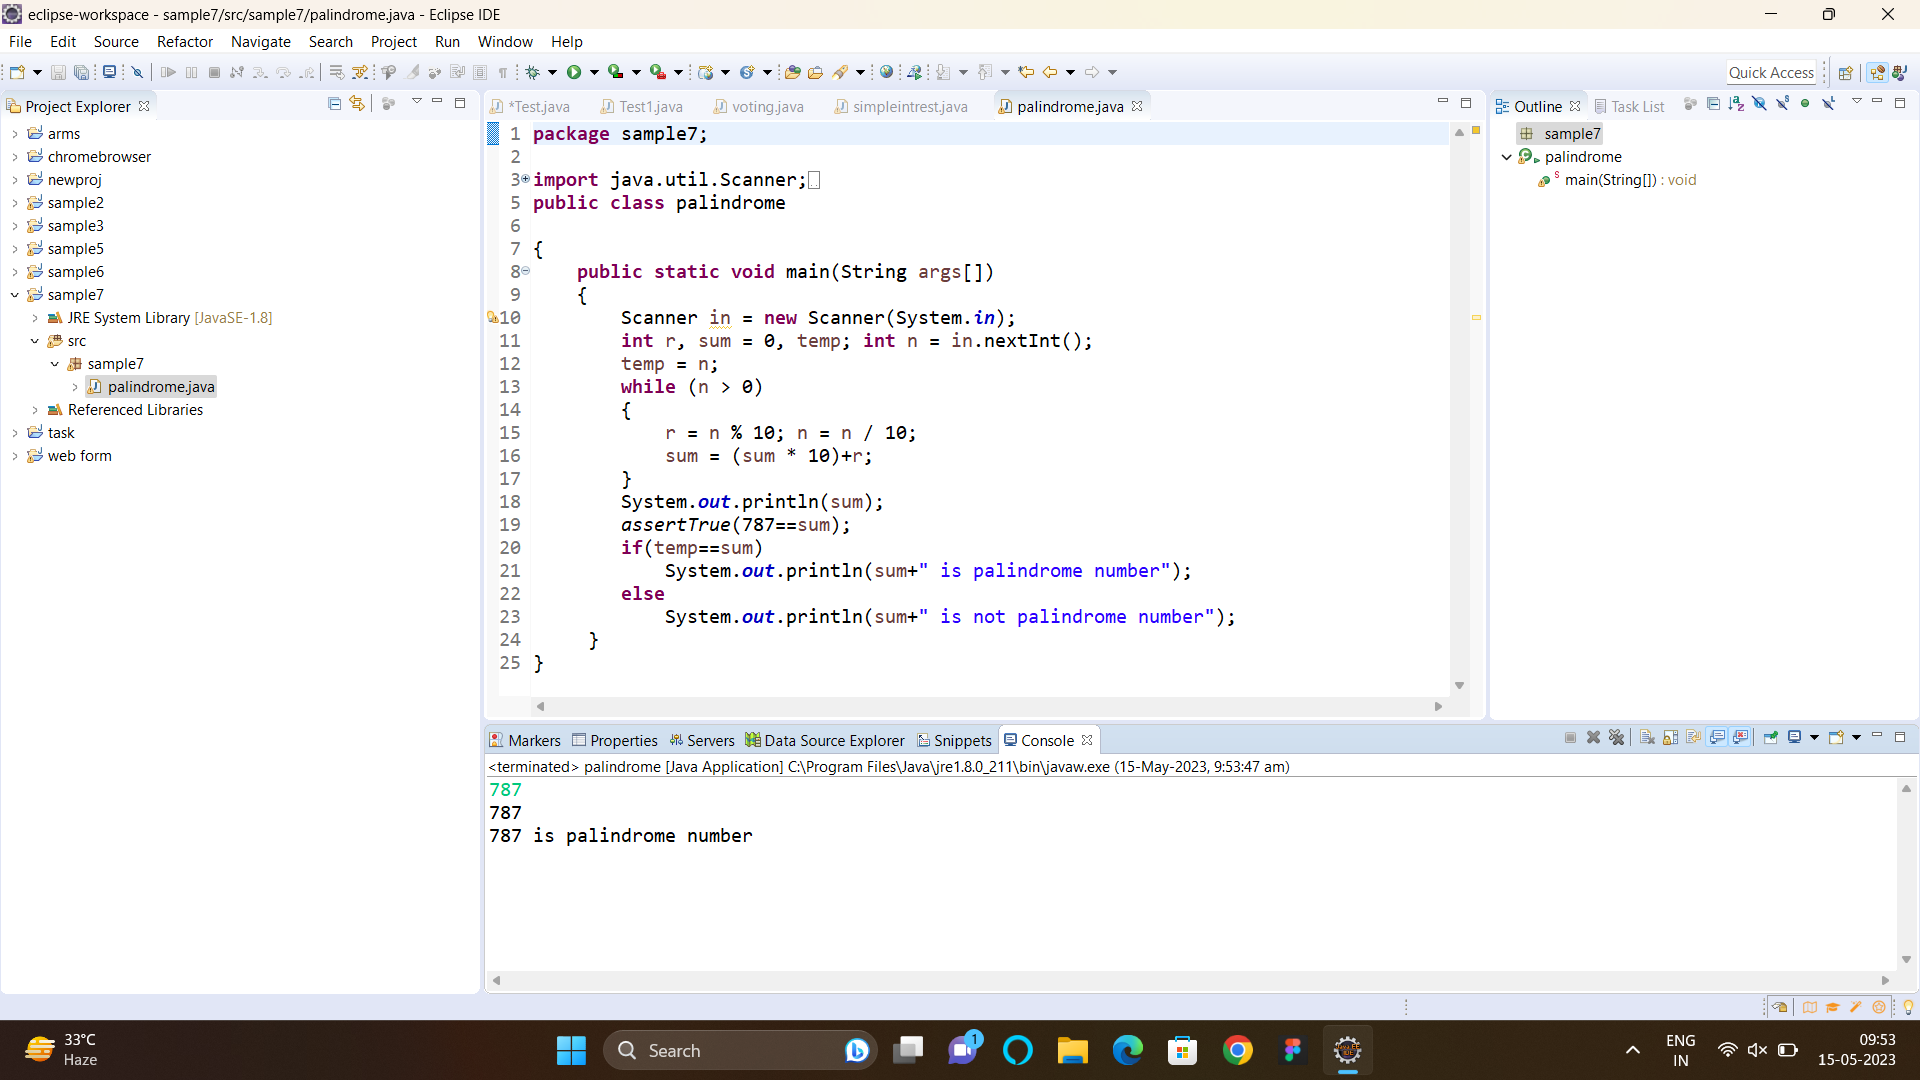 eclipse-workspace - sample7/src/sample7/palindrome.java - Eclipse IDE
File Edit Source Refactor Navigate Search Project Run Window Help
Quick Access
Project Explorer
arms
chromebrowser
newproj
sample2
sample3
sample5
sample6
sample7
JRE System Library [JavaSE-1.8]
src
sample7
palindrome.java
Referenced Libraries
task
web form
*Test.java Test1.java voting.java simpleintrest.java palindrome.java
1 package sample7;
2
3 import java.util.Scanner;
5 public class palindrome
6
7 {
8 public static void main(String args[])
9 {
10 Scanner in = new Scanner(System.in);
11 int r, sum = 0, temp; int n = in.nextInt();
12 temp = n;
13 while (n > 0)
14 {
15 r = n % 10; n = n / 10;
16 sum = (sum * 10)+r;
17 }
18 System.out.println(sum);
19 assertTrue(787==sum);
20 if(temp==sum)
21 System.out.println(sum+" is palindrome number");
22 else
23 System.out.println(sum+" is not palindrome number");
24 }
25 }
Outline Task List
sample7
palindrome
main(String[]) : void
Markers Properties Servers Data Source Explorer Snippets Console
<terminated> palindrome [Java Application] C:\Program Files\Java\jre1.8.0_211\bin\javaw.exe (15-May-2023, 9:53:47 am)
787
787
787 is palindrome number
33°C
Haze
Search
1
ENG
IN
09:53
15-05-2023